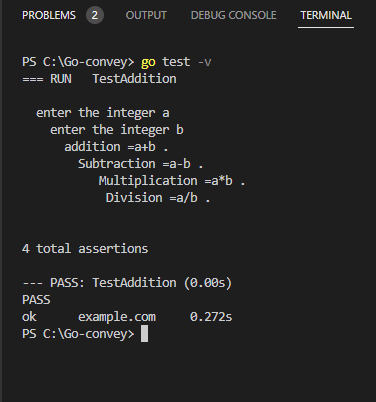 PROBLEMS 2 OUTPUT DEBUG CONSOLE TERMINAL
PS C:\Go-convey> go test -v
=== RUN   TestAddition
enter the integer a
enter the integer b
addition =a+b .
Subtraction =a-b .
Multiplication =a*b .
Division =a/b .
4 total assertions
--- PASS: TestAddition (0.00s)
PASS
ok      example.com     0.272s
PS C:\Go-convey>